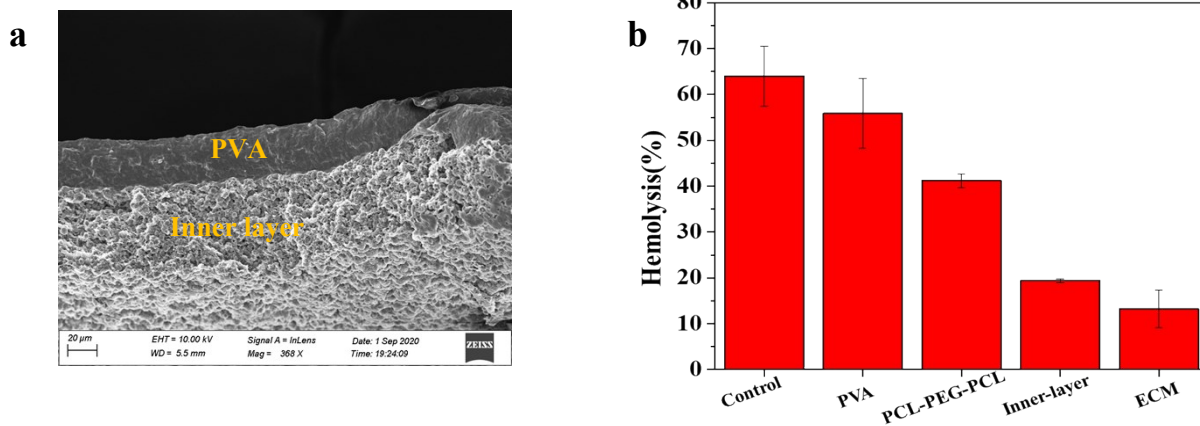 a
PVA
Inner layer
20 μm
EHT = 10.00 kV
WD = 5.5 mm
Signal A = InLens
Mag = 368 X
Date: 1 Sep 2020
Time: 19:24:09
ZEISS
b
Hemolysis(%)
80
70
60
50
40
30
20
10
0
Control
PVA
PCL-PEG-PCL
Inner-layer
ECM